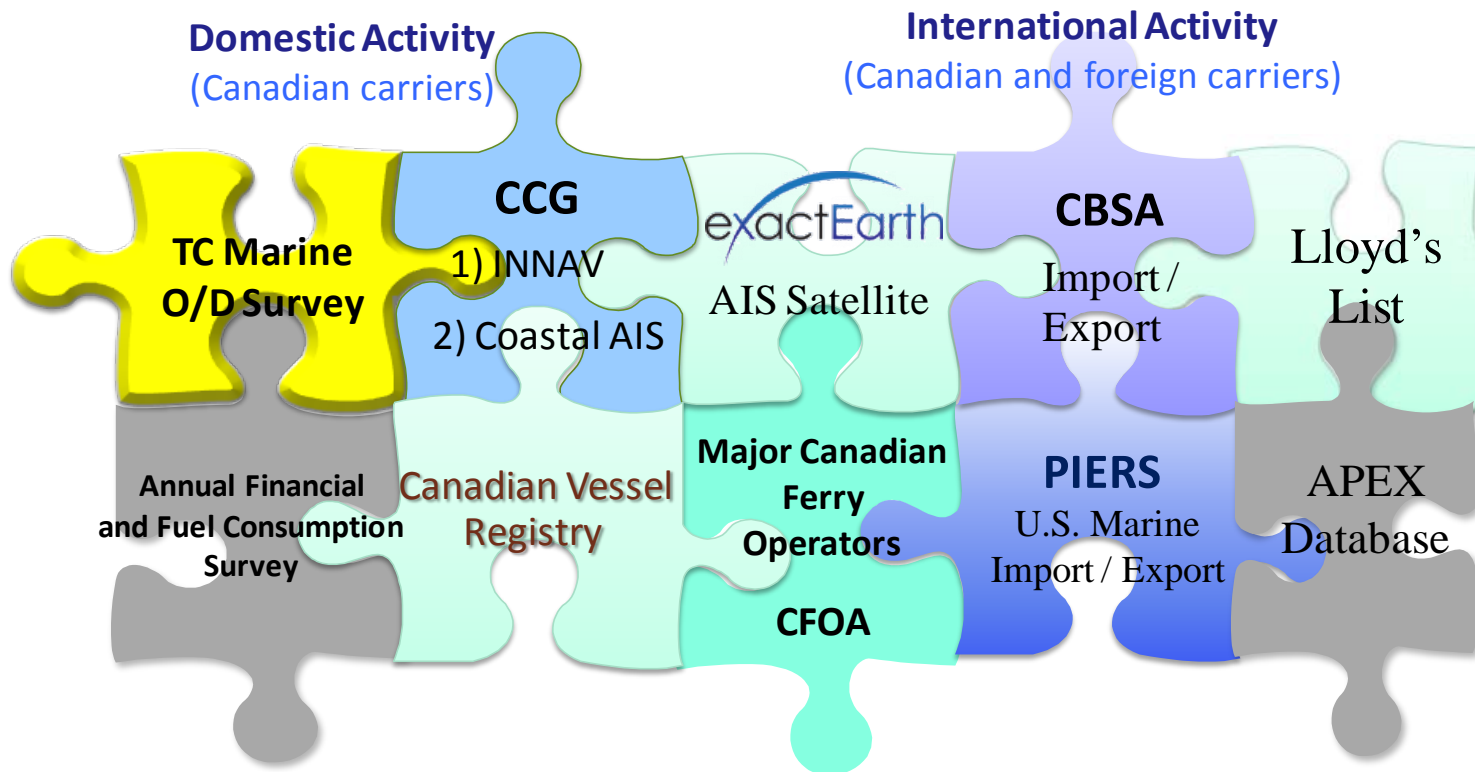 Domestic Activity
(Canadian carriers)
International Activity
(Canadian and foreign carriers)
TC Marine
O/D Survey
CCG
1) INNAV
2) Coastal AIS
exactEarth
AIS Satellite
CBSA
Import /
Export
Lloyd's
List
Annual Financial
and Fuel Consumption
Survey
Canadian Vessel
Registry
Major Canadian
Ferry
Operators
CFOA
PIERS
U.S. Marine
Import / Export
APEX
Database